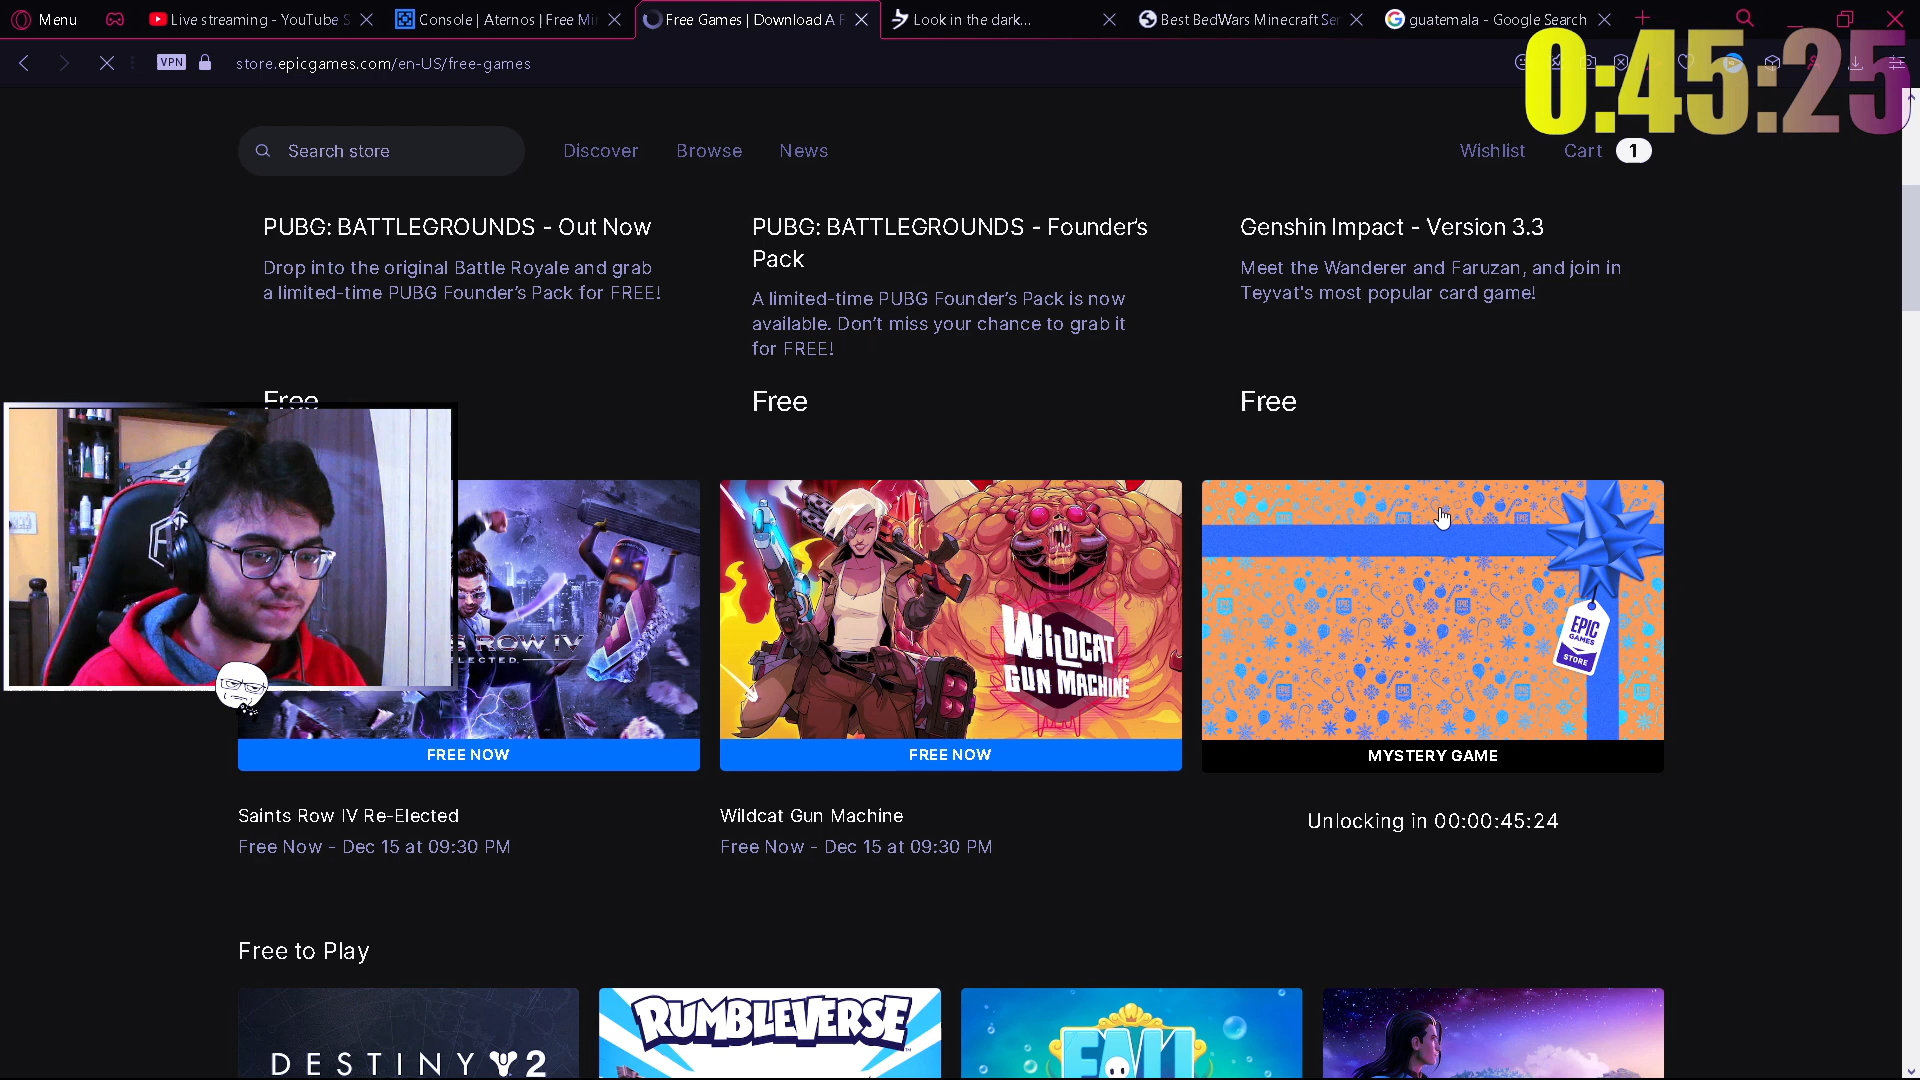 Menu
Live streaming - YouTube S
Console | Aternos | Free Mi
Free Games | Download A F
Look in the dark...
Best BedWars Minecraft Ser
guatemala - Google Search
VPN
store.epicgames.com/en-US/free-games
0:45:25
Search store
Discover
Browse
News
Wishlist
Cart
1
PUBG: BATTLEGROUNDS - Out Now
Drop into the original Battle Royale and grab
a limited-time PUBG Founder's Pack for FREE!
Free
PUBG: BATTLEGROUNDS - Founder's
Pack
A limited-time PUBG Founder's Pack is now
available. Don't miss your chance to grab it
for FREE!
Free
Genshin Impact - Version 3.3
Meet the Wanderer and Faruzan, and join in
Teyvat's most popular card game!
Free
S ROW IV
ELECTED
FREE NOW
Saints Row IV Re-Elected
Free Now - Dec 15 at 09:30 PM
WILDCAT
GUN MACHINE
FREE NOW
Wildcat Gun Machine
Free Now - Dec 15 at 09:30 PM
EPIC
GAMES
STORE
MYSTERY GAME
Unlocking in 00:00:45:24
Free to Play
DESTINY 2
RUMBLEVERSE
FALL